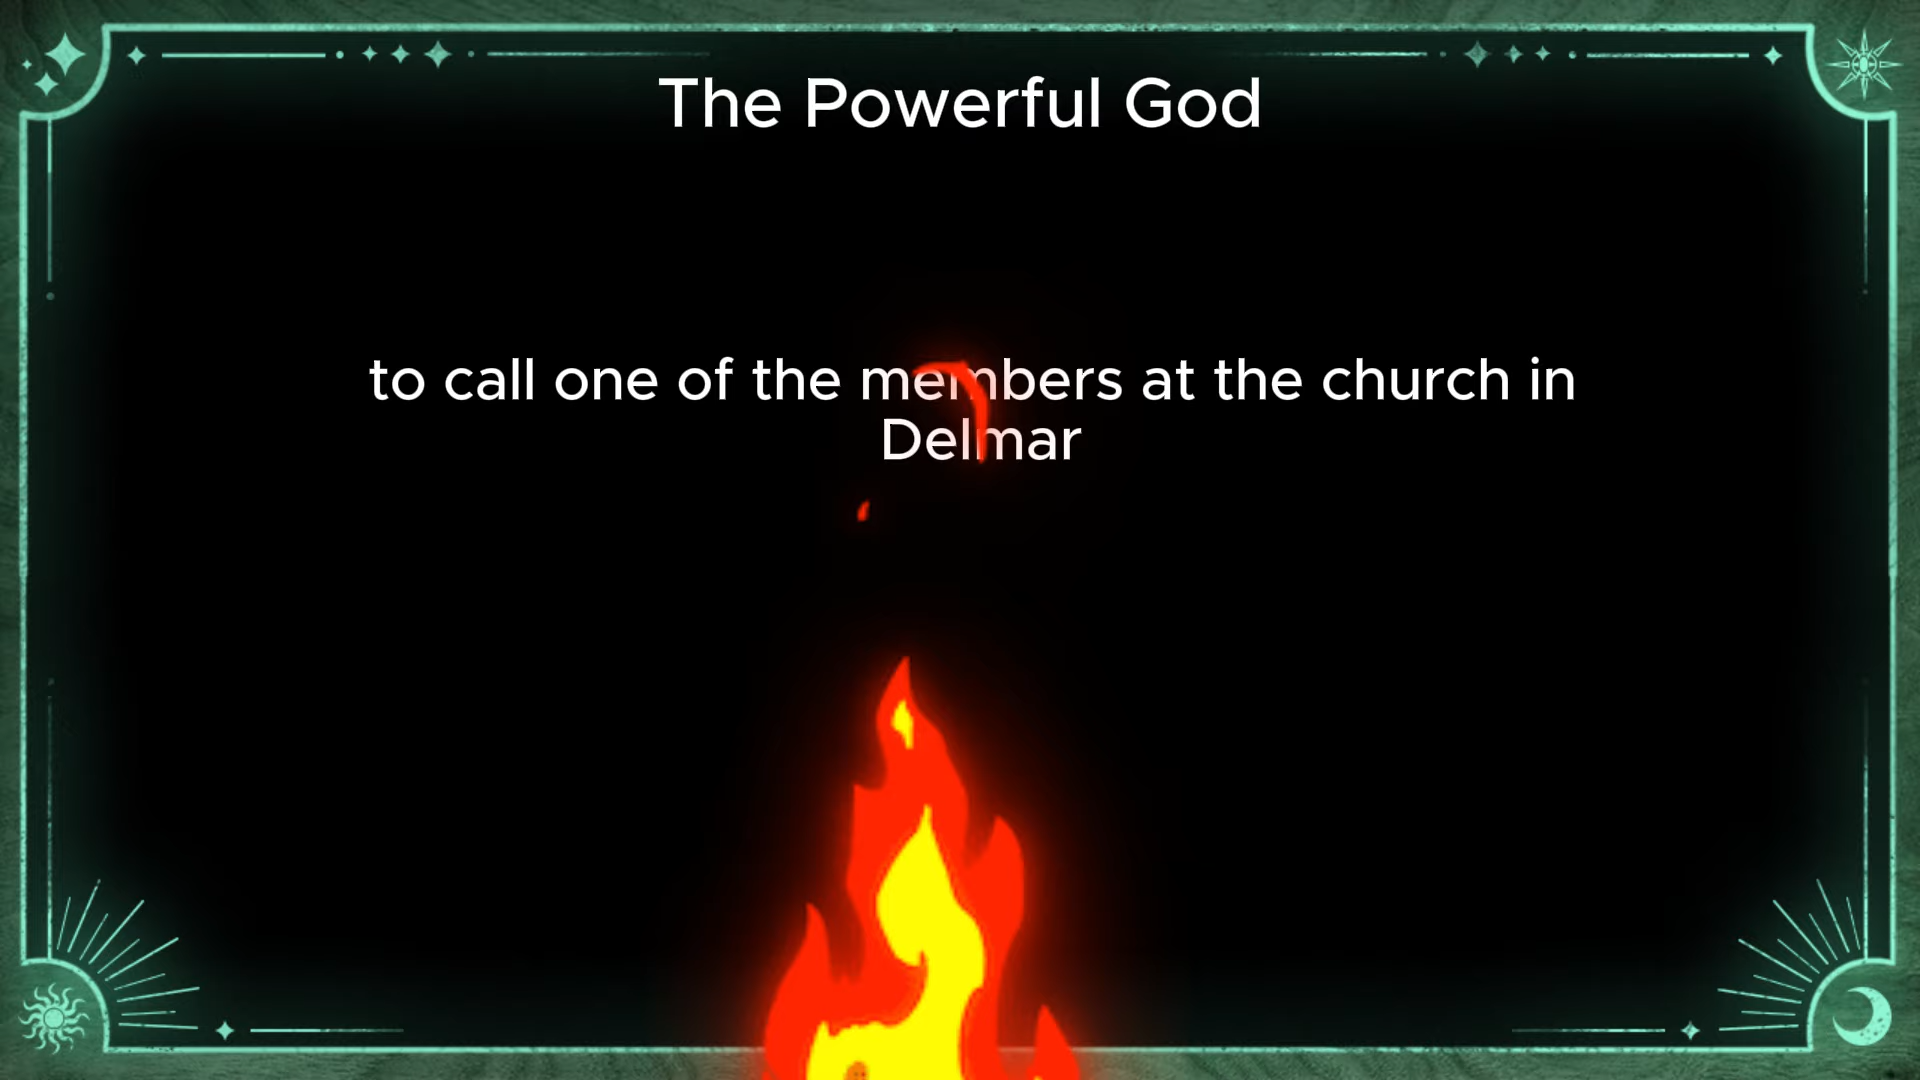 The Powerful God
to call one of the members at the church in
Delmar